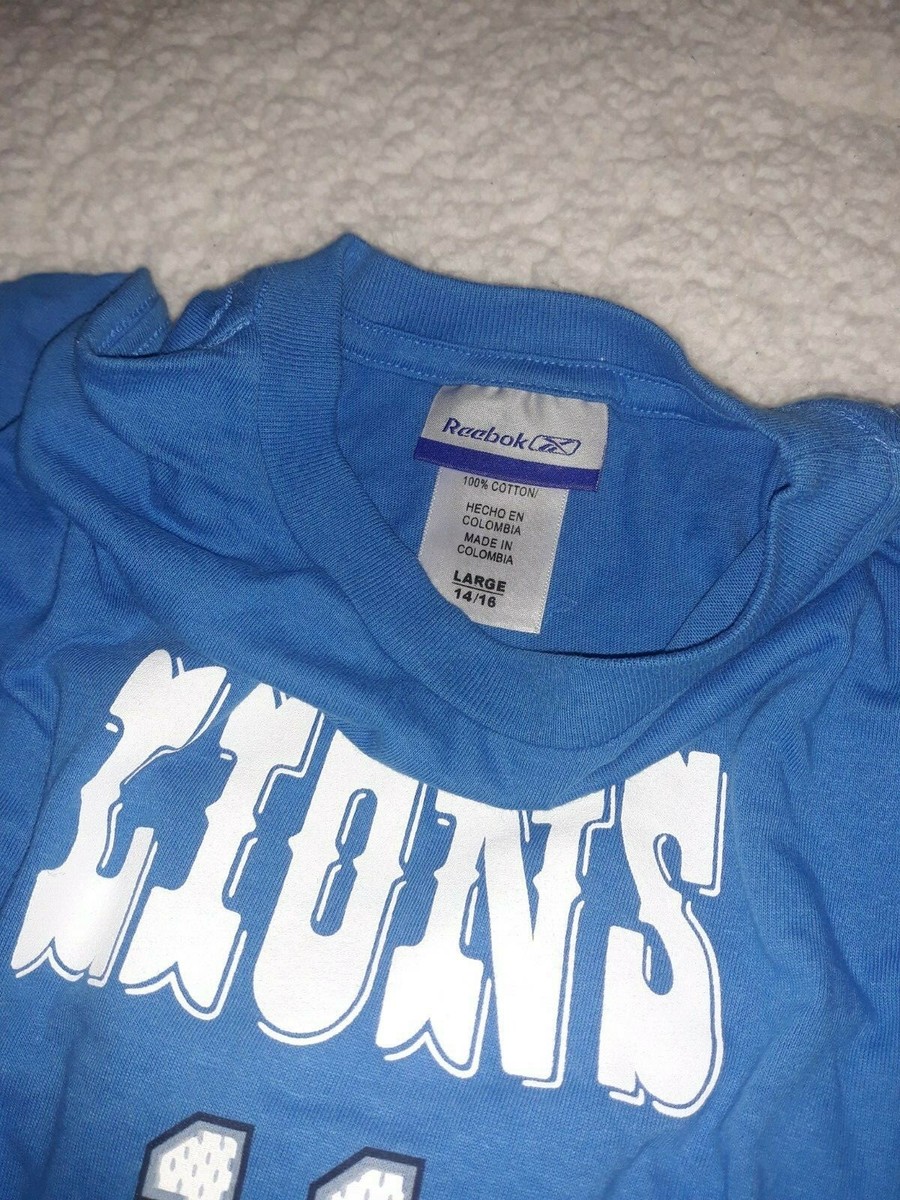 Reebok
100% COTTON/
HECHO EN
COLOMBIA
MADE IN
COLOMBIA
LARGE
14/16
LIONS